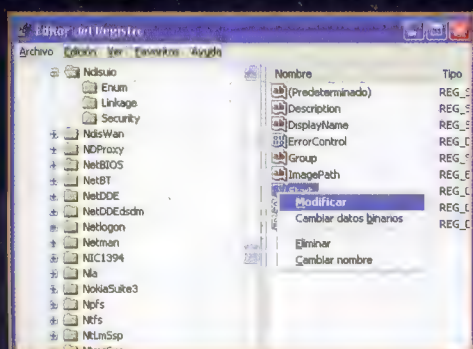 Editor del Registro
Archivo Edición Ver Favoritos Ayuda
Ndisuio
Enum
Linkage
Security
NdisWan
NDProxy
NetBIOS
NetBT
NetDDE
NetDDEdsdm
Netlogon
Netman
NIC1394
Nla
NokiaSuite3
Npfs
Ntfs
NtLmSsp
Nombre Tipo
(Predeterminado) REG_S
Description REG_S
DisplayName REG_S
ErrorControl REG_D
Group REG_S
ImagePath REG_E
Start REG_D
Modificar
Cambiar datos binarios
Eliminar
Cambiar nombre